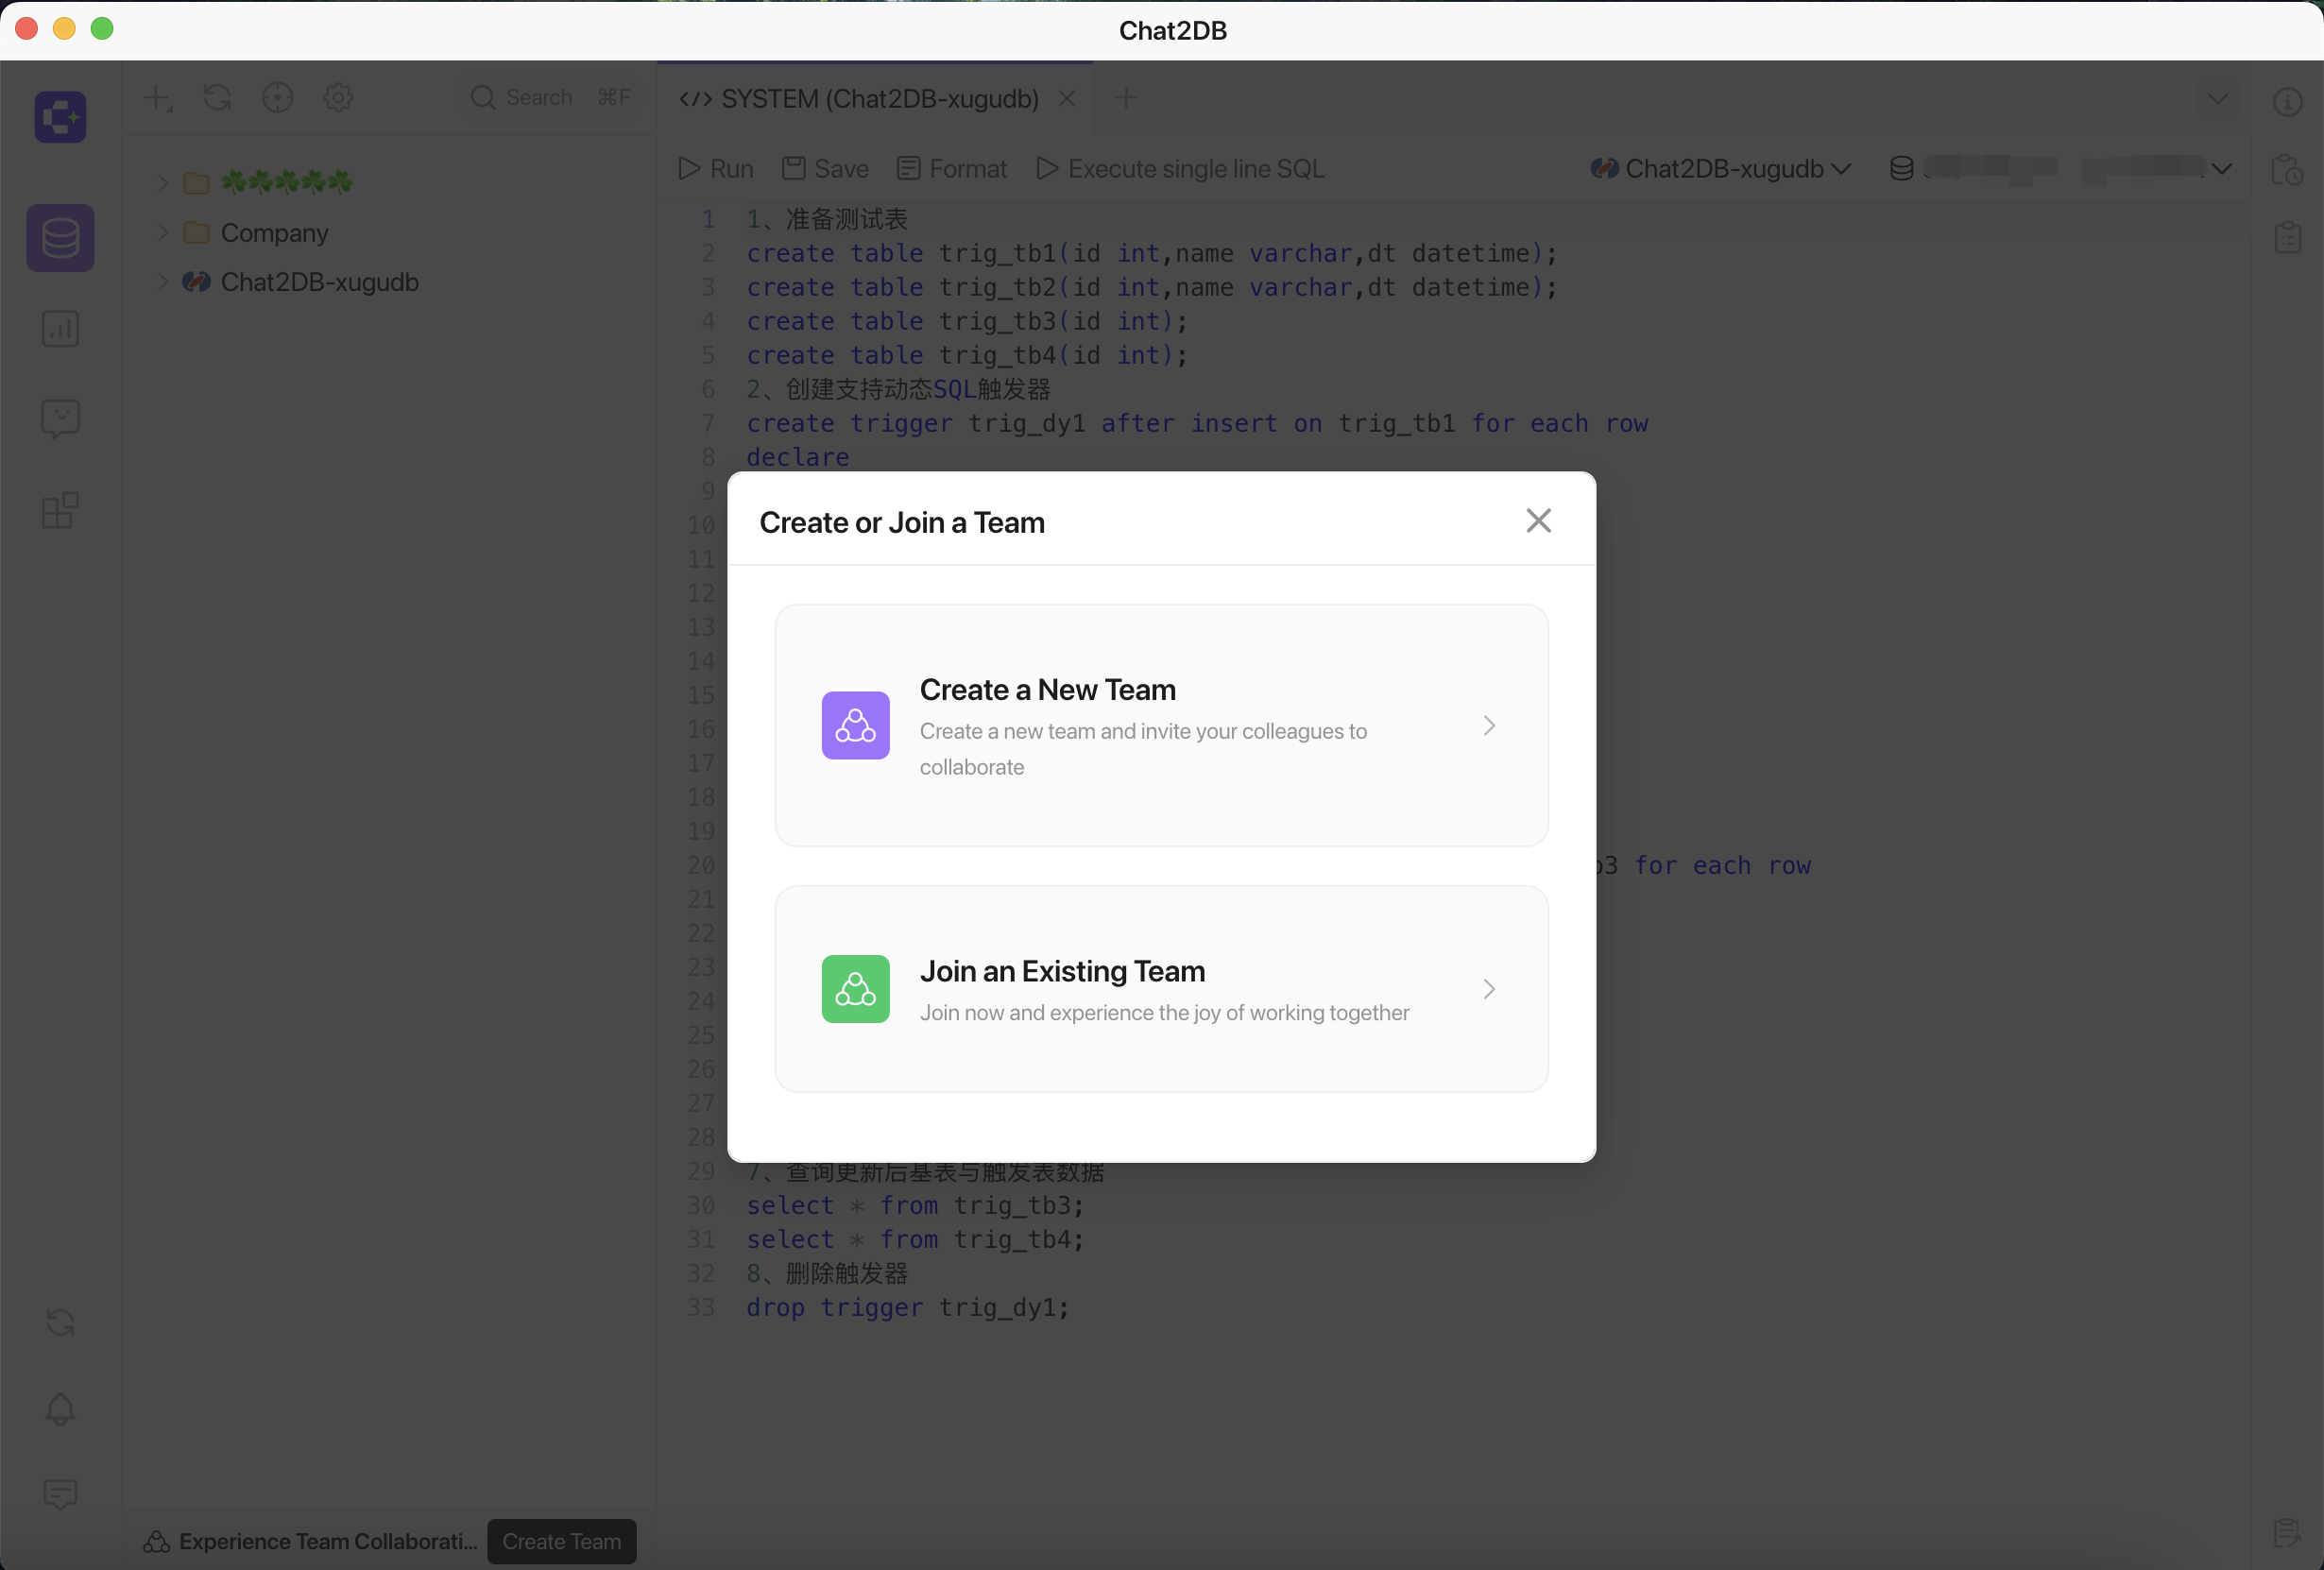 Chat2DB
Search ⌘F
SYSTEM (Chat2DB-xugudb)
Run Save Format Execute single line SQL Chat2DB-xugudb
☘☘☘☘☘
Company
Chat2DB-xugudb
1 1、准备测试表
2 create table trig_tb1(id int,name varchar,dt datetime);
3 create table trig_tb2(id int,name varchar,dt datetime);
4 create table trig_tb3(id int);
5 create table trig_tb4(id int);
6 2、创建支持动态SQL触发器
7 create trigger trig_dy1 after insert on trig_tb1 for each row
8 declare
9
10
11
12
13
14
15
16
17
18
19
20 for each row
21
22
23
24
25
26
27
28
29 7、查询更新后基表与触发表数据
30 select * from trig_tb3;
31 select * from trig_tb4;
32 8、删除触发器
33 drop trigger trig_dy1;
Create or Join a Team
Create a New Team
Create a new team and invite your colleagues to
collaborate
Join an Existing Team
Join now and experience the joy of working together
Experience Team Collaborati... Create Team